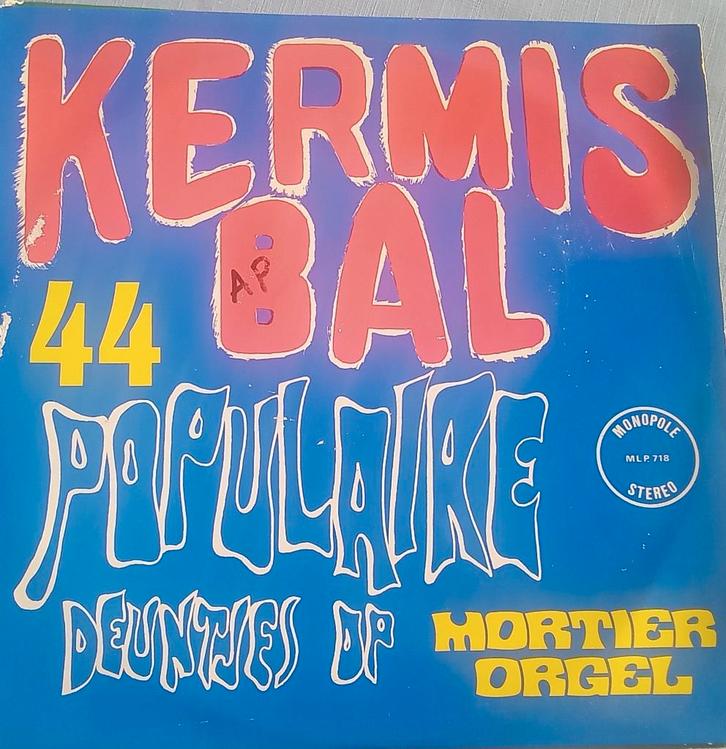 KERMIS
BAL
AP
44
POPULAIRE
MONOPOLE
MLP. 718
STEREO
DEUNTJES OP
MORTIER
ORGEL